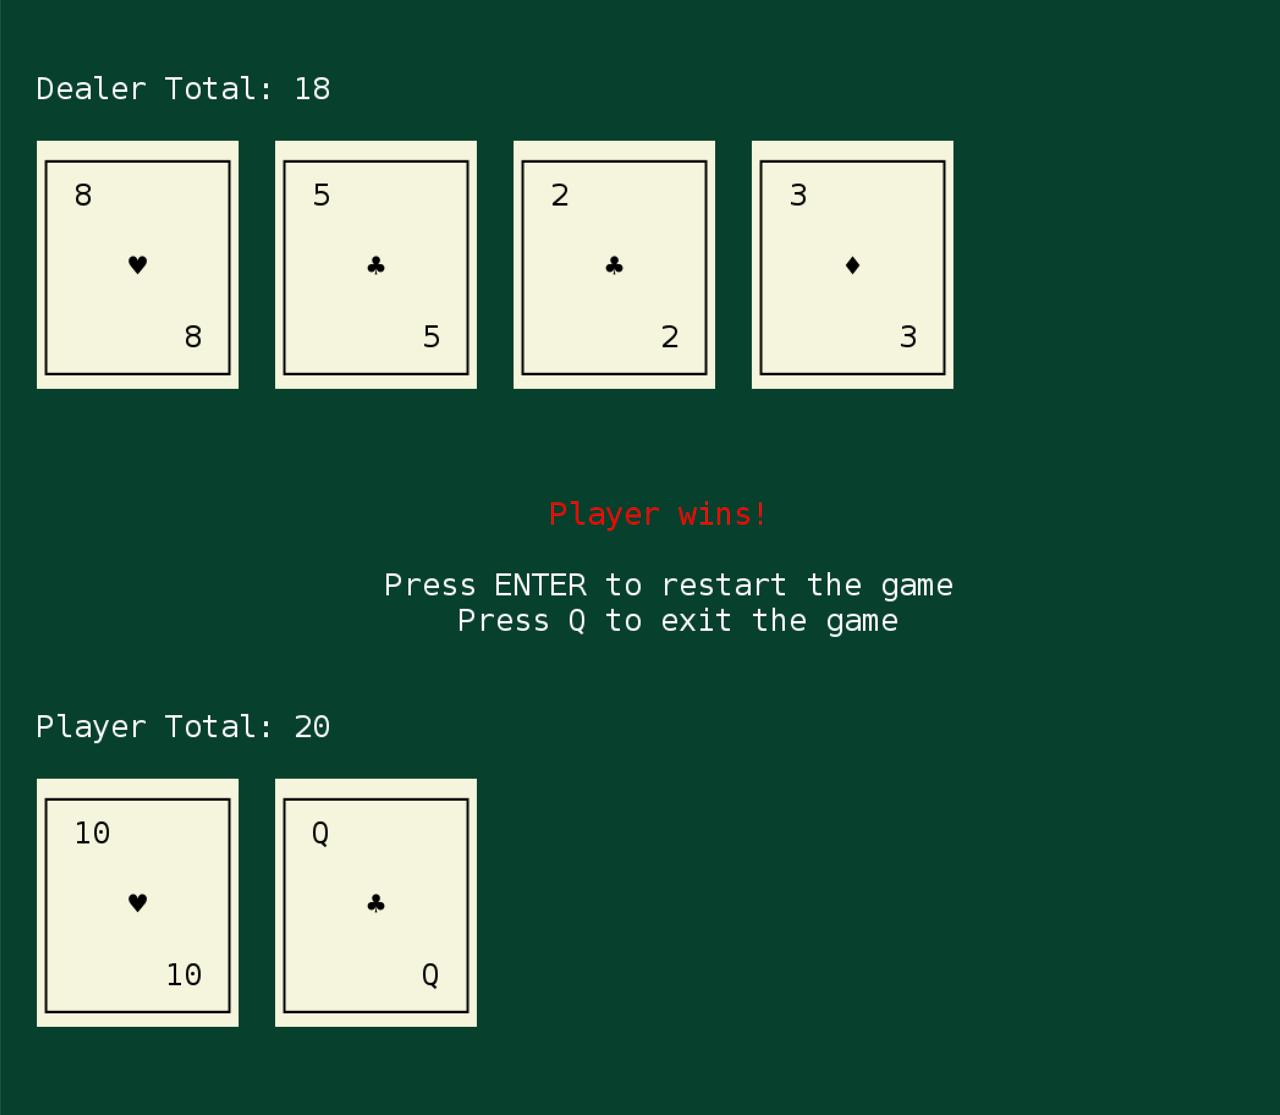 Dealer Total: 18
8 5 2 3
♥ ♣ ♣ ♦
8 5 2 3
Player wins!
Press ENTER to restart the game
Press Q to exit the game
Player Total: 20
10 Q
♥ ♣
10 Q